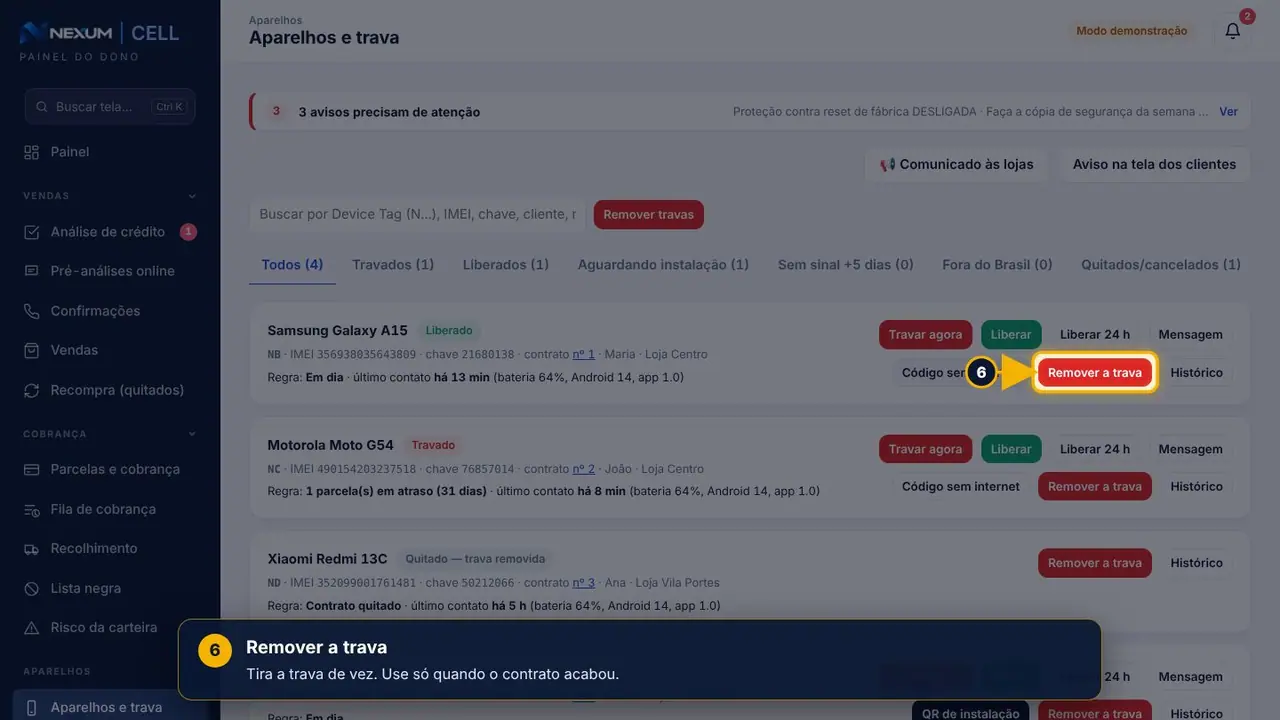 NEXUM | CELL
PAINEL DO DONO
Buscar tela... Ctrl K
Painel
VENDAS
Análise de crédito 1
Pré-análises online
Confirmações
Vendas
Recompra (quitados)
COBRANÇA
Parcelas e cobrança
Fila de cobrança
Recolhimento
Lista negra
Risco da carteira
APARELHOS
Aparelhos e trava
Aparelhos
Aparelhos e trava
Modo demonstração
2
3 3 avisos precisam de atenção Proteção contra reset de fábrica DESLIGADA · Faça a cópia de segurança da semana ... Ver
📢 Comunicado às lojas Aviso na tela dos clientes
Buscar por Device Tag (N...), IMEI, chave, cliente, Remover travas
Todos (4) Travados (1) Liberados (1) Aguardando instalação (1) Sem sinal +5 dias (0) Fora do Brasil (0) Quitados/cancelados (1)
Samsung Galaxy A15 Liberado
NB · IMEI 356938035643809 · chave 21680138 · contrato nº 1 · Maria · Loja Centro
Regra: Em dia · último contato há 13 min (bateria 64%, Android 14, app 1.0)
Travar agora Liberar Liberar 24 h Mensagem
Código 6 Remover a trava Histórico
Motorola Moto G54 Travado
NC · IMEI 490154203237518 · chave 76857014 · contrato nº 2 · João · Loja Centro
Regra: 1 parcela(s) em atraso (31 dias) · último contato há 8 min (bateria 64%, Android 14, app 1.0)
Travar agora Liberar Liberar 24 h Mensagem
Código sem internet Remover a trava Histórico
Xiaomi Redmi 13C Quitado — trava removida
ND · IMEI 352099001761481 · chave 50212066 · contrato nº 3 · Ana · Loja Vila Portes
Regra: Contrato quitado · último contato há 5 h (bateria 64%, Android 14, app 1.0)
Remover a trava Histórico
6 Remover a trava
Tira a trava de vez. Use só quando o contrato acabou.
24 h Mensagem
Regra: Em dia
QR de instalação Remover a trava Histórico